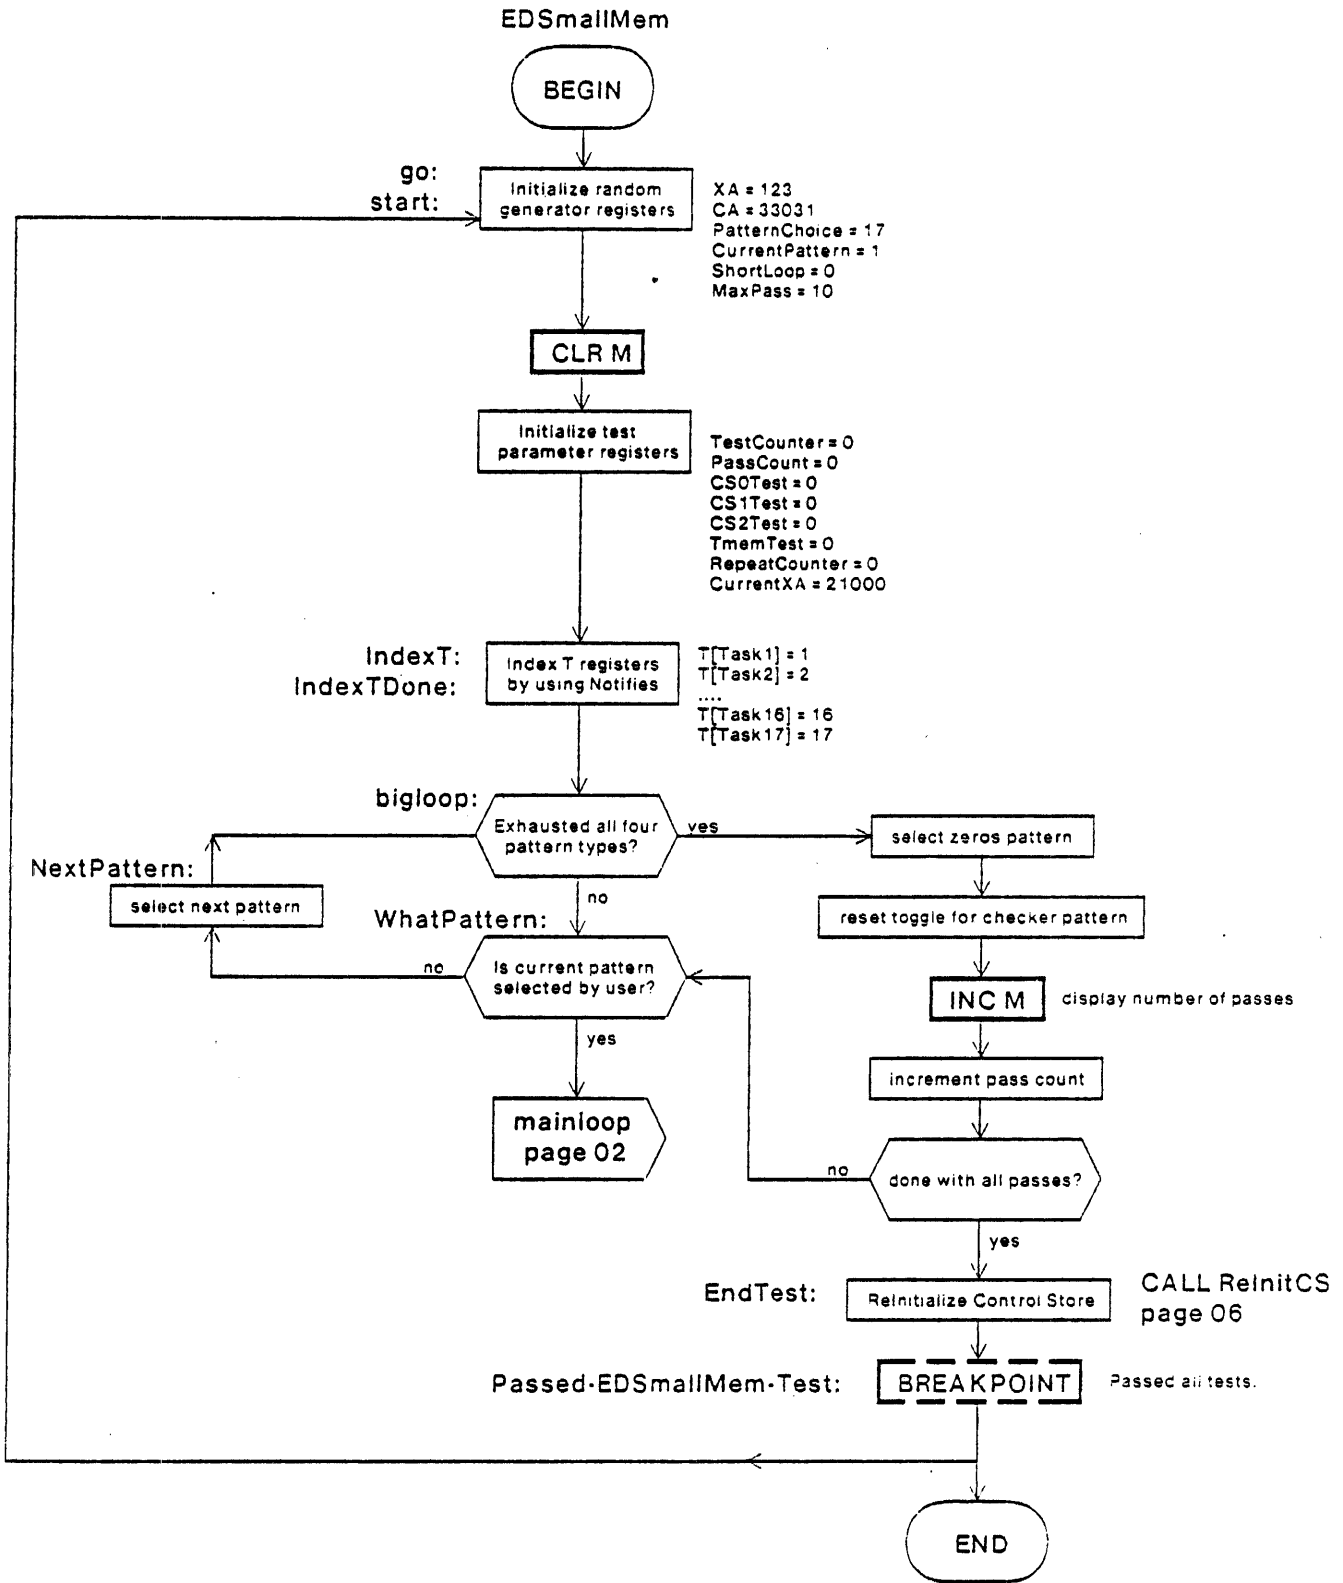 EDSmallMem
BEGIN
go:
start:
Initialize random
generator registers
XA = 123
CA = 33031
PatternChoice = 17
CurrentPattern = 1
ShortLoop = 0
MaxPass = 10
CLR M
Initialize test
parameter registers
TestCounter = 0
PassCount = 0
CS0Test = 0
CS1Test = 0
CS2Test = 0
TmemTest = 0
RepeatCounter = 0
CurrentXA = 21000
IndexT:
IndexTDone:
Index T registers
by using Notifies
T[Task1] = 1
T[Task2] = 2
....
T[Task16] = 16
T[Task17] = 17
bigloop:
Exhausted all four
pattern types?
yes
select zeros pattern
NextPattern:
select next pattern
no
reset toggle for checker pattern
WhatPattern:
no
Is current pattern
selected by user?
INC M
display number of passes
yes
increment pass count
mainloop
page 02
no
done with all passes?
yes
EndTest:
ReInitialize Control Store
CALL ReInitCS
page 06
Passed-EDSmallMem-Test:
BREAKPOINT
Passed all tests.
END